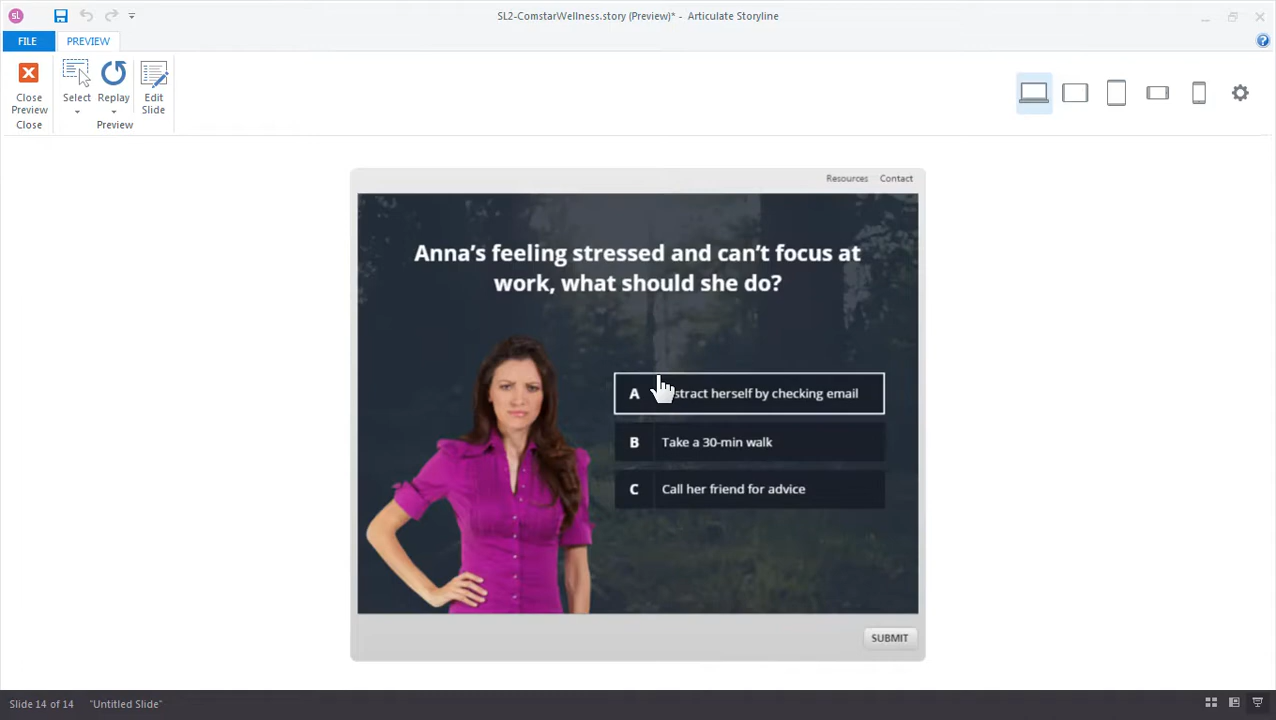 sl
SL2-ComstarWellness.story (Preview)* - Articulate Storyline
FILE
PREVIEW
?
Close
Preview
Select
Replay
Edit
Slide
Close
Preview
Resources
Contact
Anna's feeling stressed and can't focus at
work, what should she do?
A
herself by checking email
B
Take a 30-min walk
C
Call her friend for advice
SUBMIT
Slide 14 of 14
"Untitled Slide"